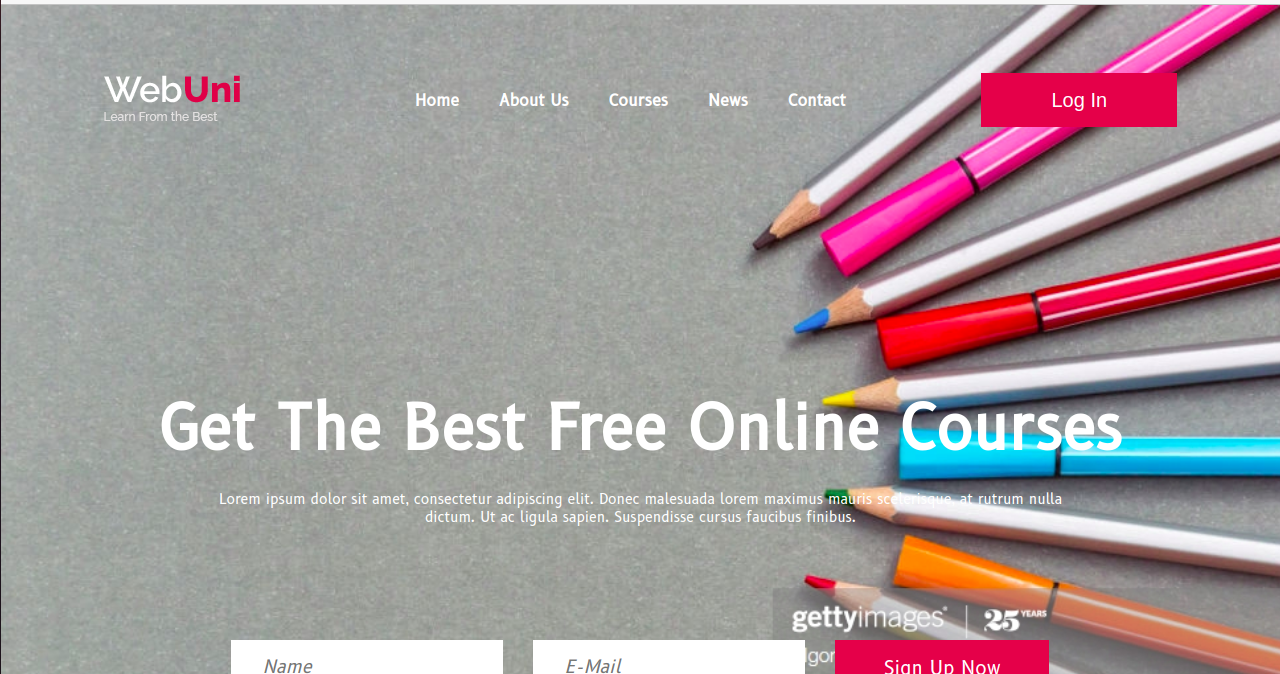 WebUni
Learn From the Best
Home About Us Courses News Contact
Log In
Get The Best Free Online Courses
Lorem ipsum dolor sit amet, consectetur adipiscing elit. Donec malesuada lorem maximus mauris scelerisque, at rutrum nulla
dictum. Ut ac ligula sapien. Suspendisse cursus faucibus finibus.
gettyimages® 25 YEARS
Name E-Mail Sign Up Now